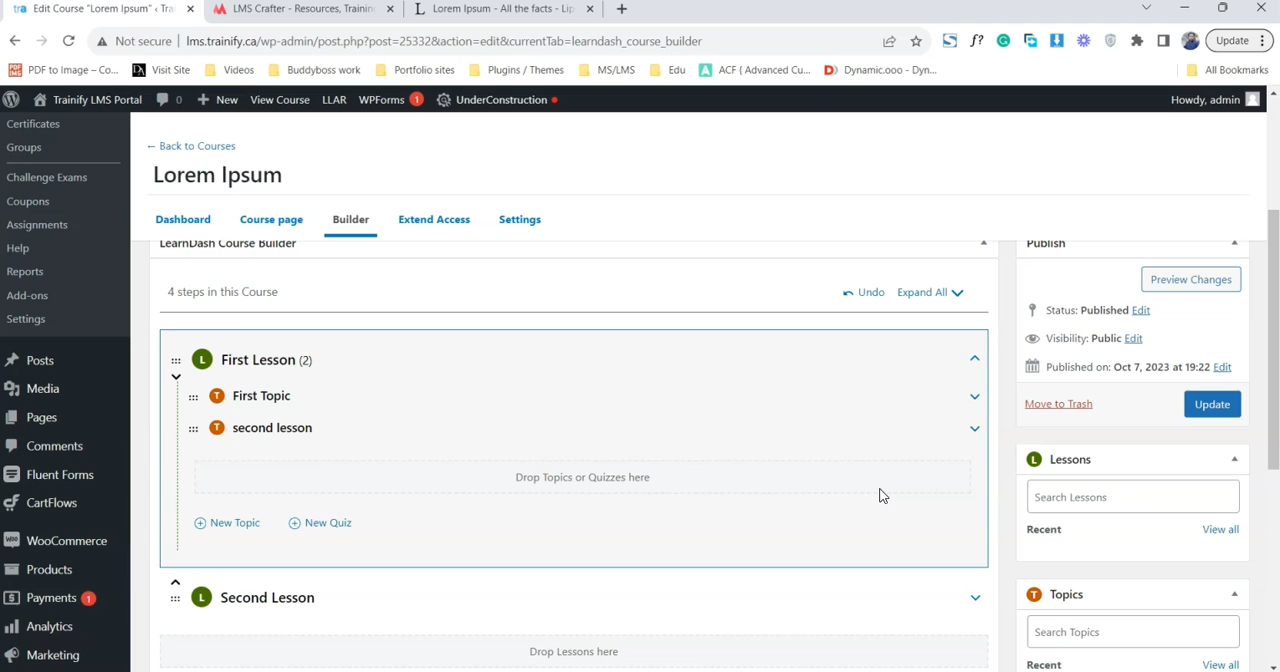 tra Edit Course "Lorem Ipsum" ‹ Tra
LMS Crafter - Resources, Trainin
Lorem Ipsum - All the facts - Lip
Not secure lms.trainify.ca/wp-admin/post.php?post=25332&action=edit&currentTab=learndash_course_builder
Update
PDF to Image – Co...
Visit Site
Videos
Buddyboss work
Portfolio sites
Plugins / Themes
MS/LMS
Edu
ACF ( Advanced Cu...
Dynamic.ooo - Dyn...
All Bookmarks
Trainify LMS Portal
0
New
View Course
LLAR
WPForms 1
UnderConstruction
Howdy, admin
Certificates
Groups
Challenge Exams
Coupons
Assignments
Help
Reports
Add-ons
Settings
Posts
Media
Pages
Comments
Fluent Forms
CartFlows
WooCommerce
Products
Payments 1
Analytics
Marketing
← Back to Courses
Lorem Ipsum
Dashboard
Course page
Builder
Extend Access
Settings
LearnDash Course Builder
4 steps in this Course
Undo
Expand All
L First Lesson (2)
T First Topic
T second lesson
Drop Topics or Quizzes here
New Topic
New Quiz
L Second Lesson
Drop Lessons here
Publish
Preview Changes
Status: Published Edit
Visibility: Public Edit
Published on: Oct 7, 2023 at 19:22 Edit
Move to Trash
Update
L Lessons
Search Lessons
Recent
View all
T Topics
Search Topics
Recent
View all